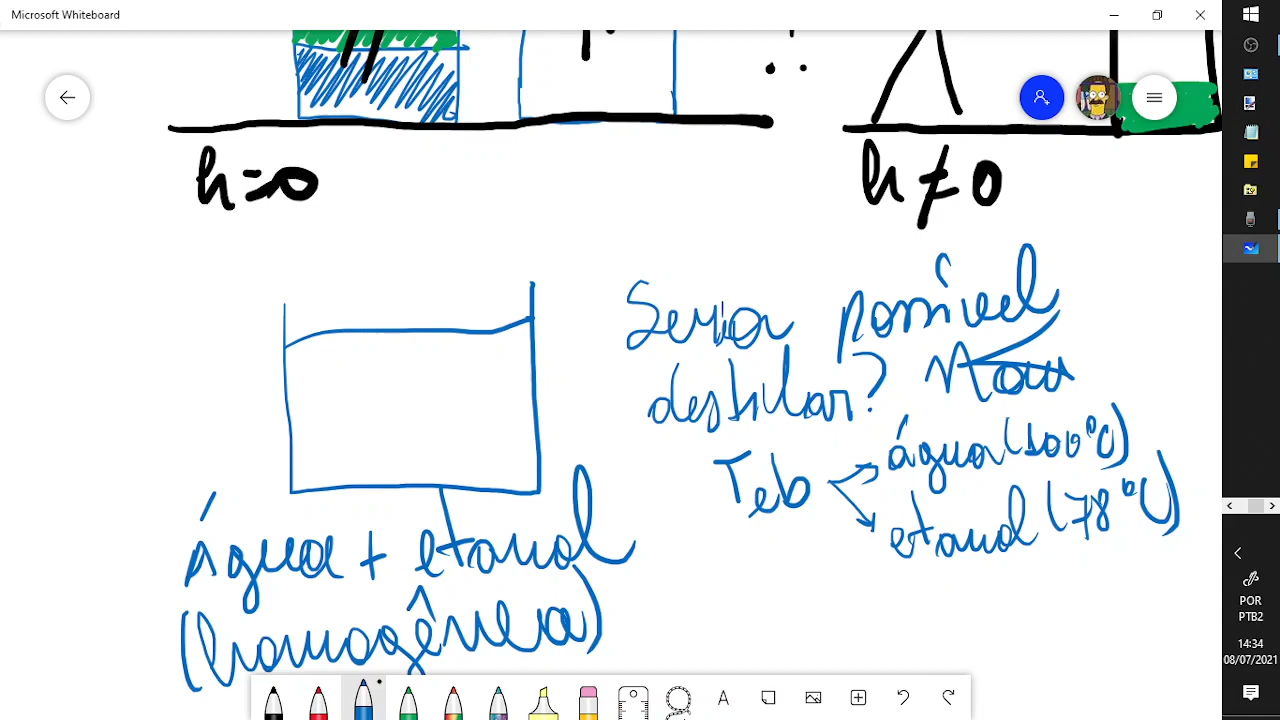 Microsoft Whiteboard
h=0
h≠0
Seria possível
destilar? Não
Teb
água (100°C)
etanol (78°C)
Água + etanol
(homogênea)
A
POR
PTB2
14:34
08/07/2021